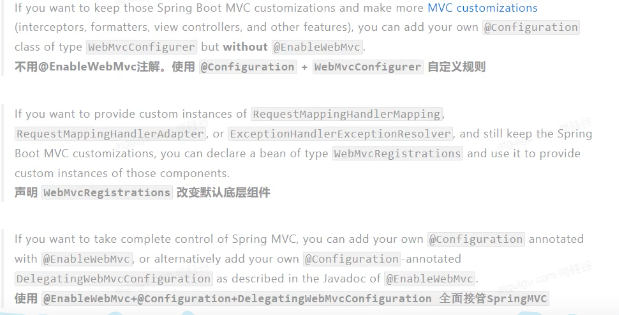 If you want to keep those Spring Boot MVC customizations and make more MVC customizations
(interceptors, formatters, view controllers, and other features), you can add your own @Configuration
class of type WebMvcConfigurer but without @EnableWebMvc.
不用@EnableWebMvc注解。使用 @Configuration + WebMvcConfigurer 自定义规则
If you want to provide custom instances of RequestMappingHandlerMapping,
RequestMappingHandlerAdapter, or ExceptionHandlerExceptionResolver, and still keep the Spring
Boot MVC customizations, you can declare a bean of type WebMvcRegistrations and use it to provide
custom instances of those components.
声明 WebMvcRegistrations 改变默认底层组件
If you want to take complete control of Spring MVC, you can add your own @Configuration annotated
with @EnableWebMvc, or alternatively add your own @Configuration-annotated
DelegatingWebMvcConfiguration as described in the Javadoc of @EnableWebMvc.
使用 @EnableWebMvc+@Configuration+DelegatingWebMvcConfiguration 全面接管SpringMVC